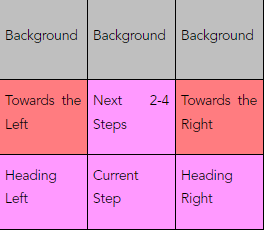 Background Background Background
Towards the Next 2-4 Towards the
Left Steps Right
Heading Current Heading
Left Step Right